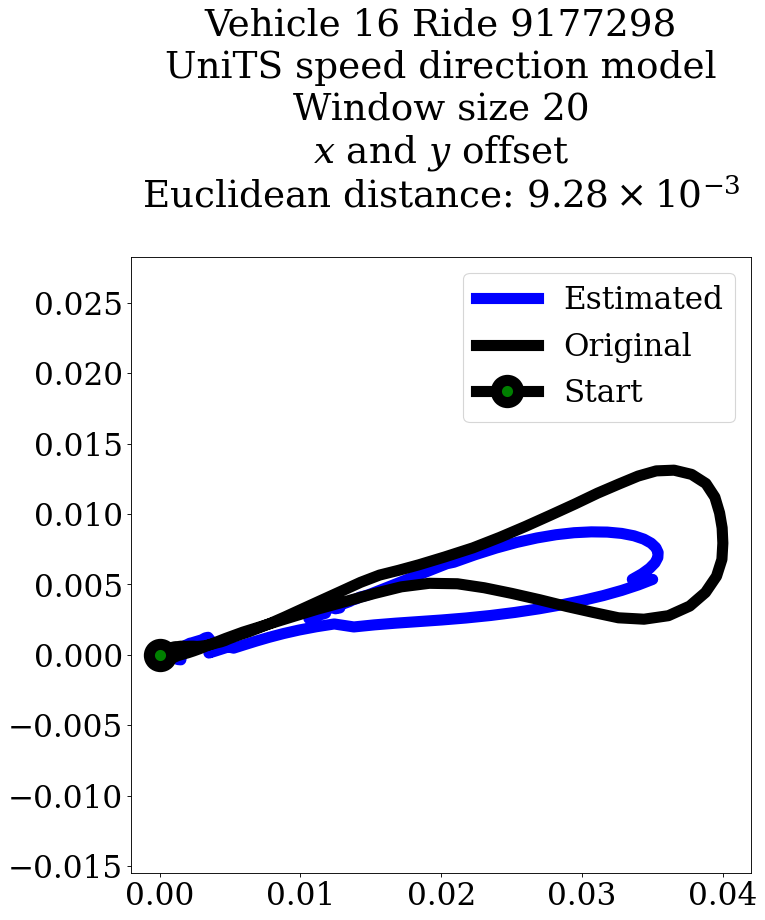 Vehicle 16 Ride 9177298
UniTS speed direction model
Window size 20
x and y offset
Euclidean distance: 9.28 × 10⁻³
Estimated
Original
Start
0.025
0.020
0.015
0.010
0.005
0.000
−0.005
−0.010
−0.015
0.00 0.01 0.02 0.03 0.04